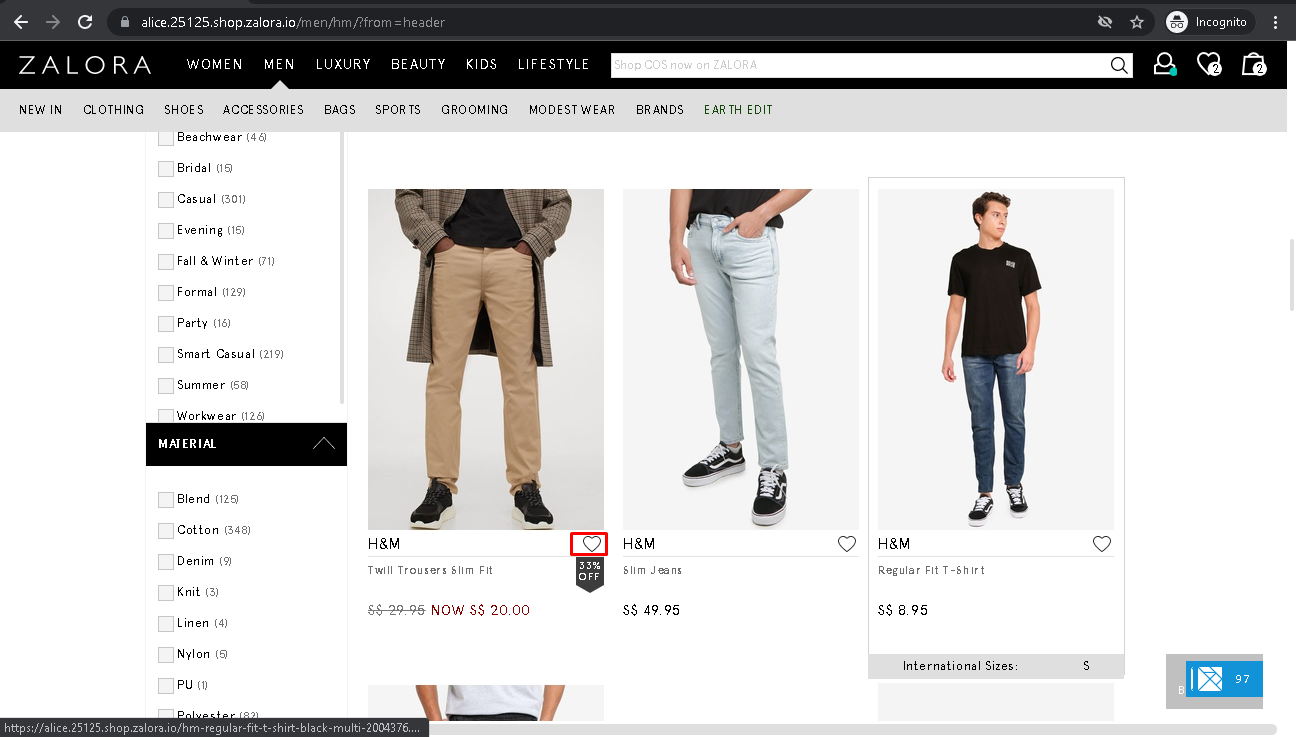 alice.25125.shop.zalora.io/men/hm/?from=header
Incognito
ZALORA
WOMEN MEN LUXURY BEAUTY KIDS LIFESTYLE
Shop COS now on ZALORA
2
2
NEW IN CLOTHING SHOES ACCESSORIES BAGS SPORTS GROOMING MODEST WEAR BRANDS EARTH EDIT
Beachwear (46)
Bridal (15)
Casual (301)
Evening (15)
Fall & Winter (71)
Formal (129)
Party (16)
Smart Casual (219)
Summer (58)
Workwear (126)
MATERIAL
Blend (125)
Cotton (348)
Denim (9)
Knit (3)
Linen (4)
Nylon (5)
PU (1)
Polyester (82)
H&M
33% OFF
Twill Trousers Slim Fit
S$ 29.95 NOW S$ 20.00
H&M
Slim Jeans
S$ 49.95
H&M
Regular Fit T-Shirt
S$ 8.95
International Sizes: S
B
97
https://alice.25125.shop.zalora.io/hm-regular-fit-t-shirt-black-multi-2004376....